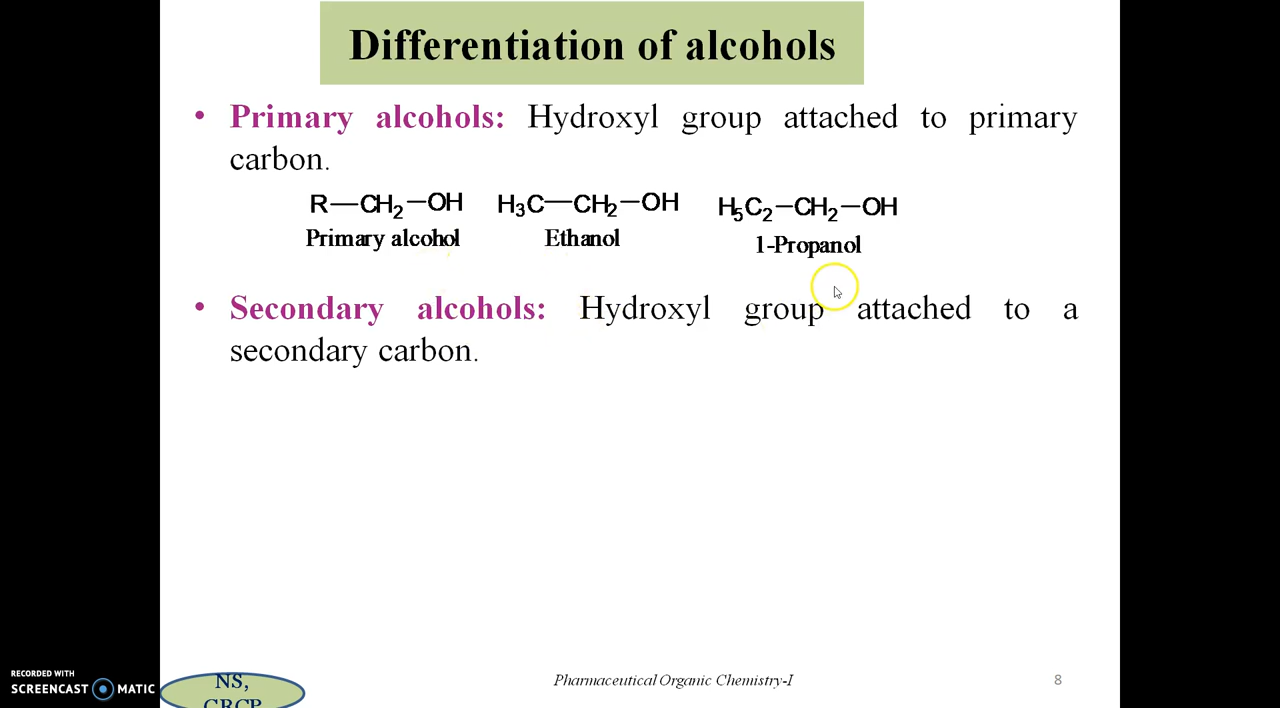 Differentiation of alcohols
• Primary alcohols: Hydroxyl group attached to primary
carbon.
R—CH₂—OH H₃C—CH₂—OH H₅C₂—CH₂—OH
Primary alcohol Ethanol 1-Propanol
• Secondary alcohols: Hydroxyl group attached to a
secondary carbon.
RECORDED WITH
SCREENCAST MATIC
NS,
GRCP
Pharmaceutical Organic Chemistry-I
8